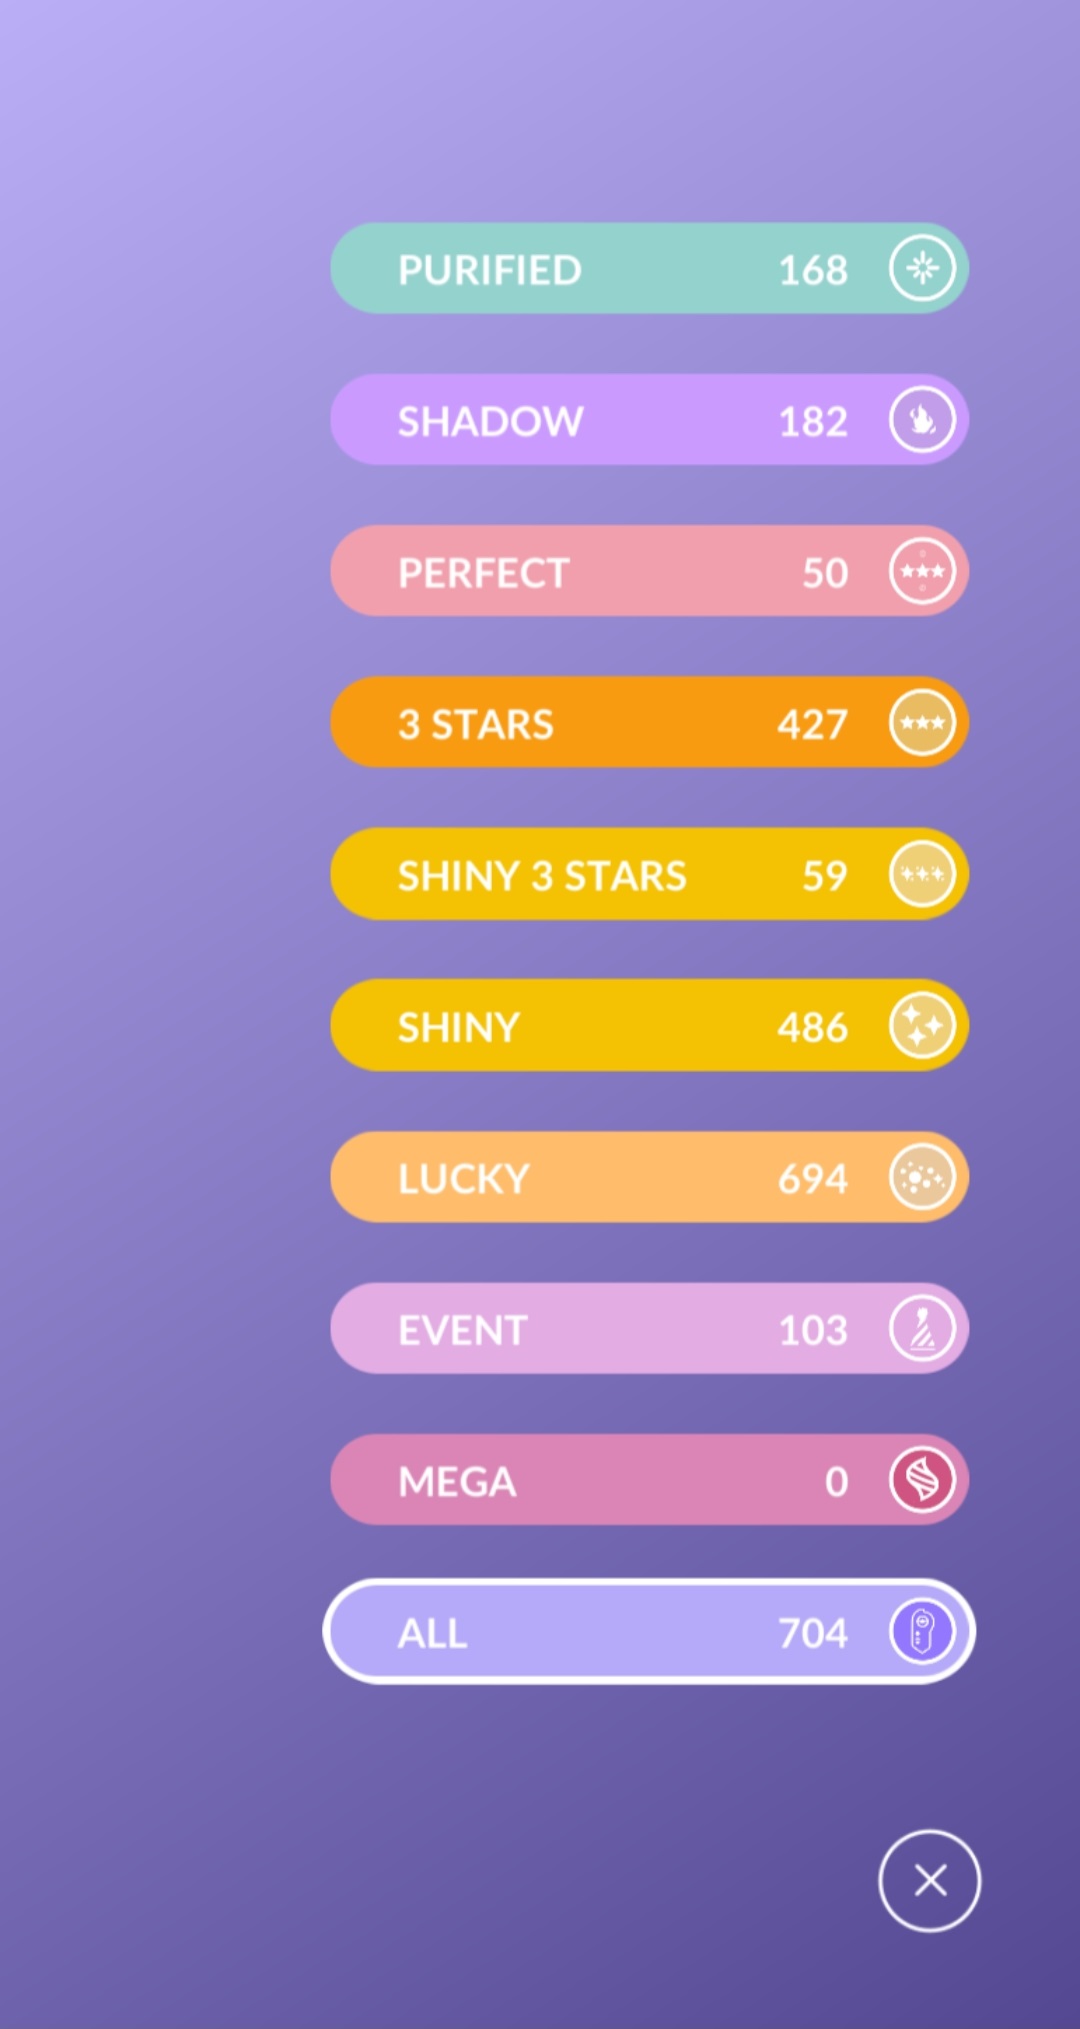 PURIFIED 168
SHADOW 182
PERFECT 50
3 STARS 427
SHINY 3 STARS 59
SHINY 486
LUCKY 694
EVENT 103
MEGA 0
ALL 704